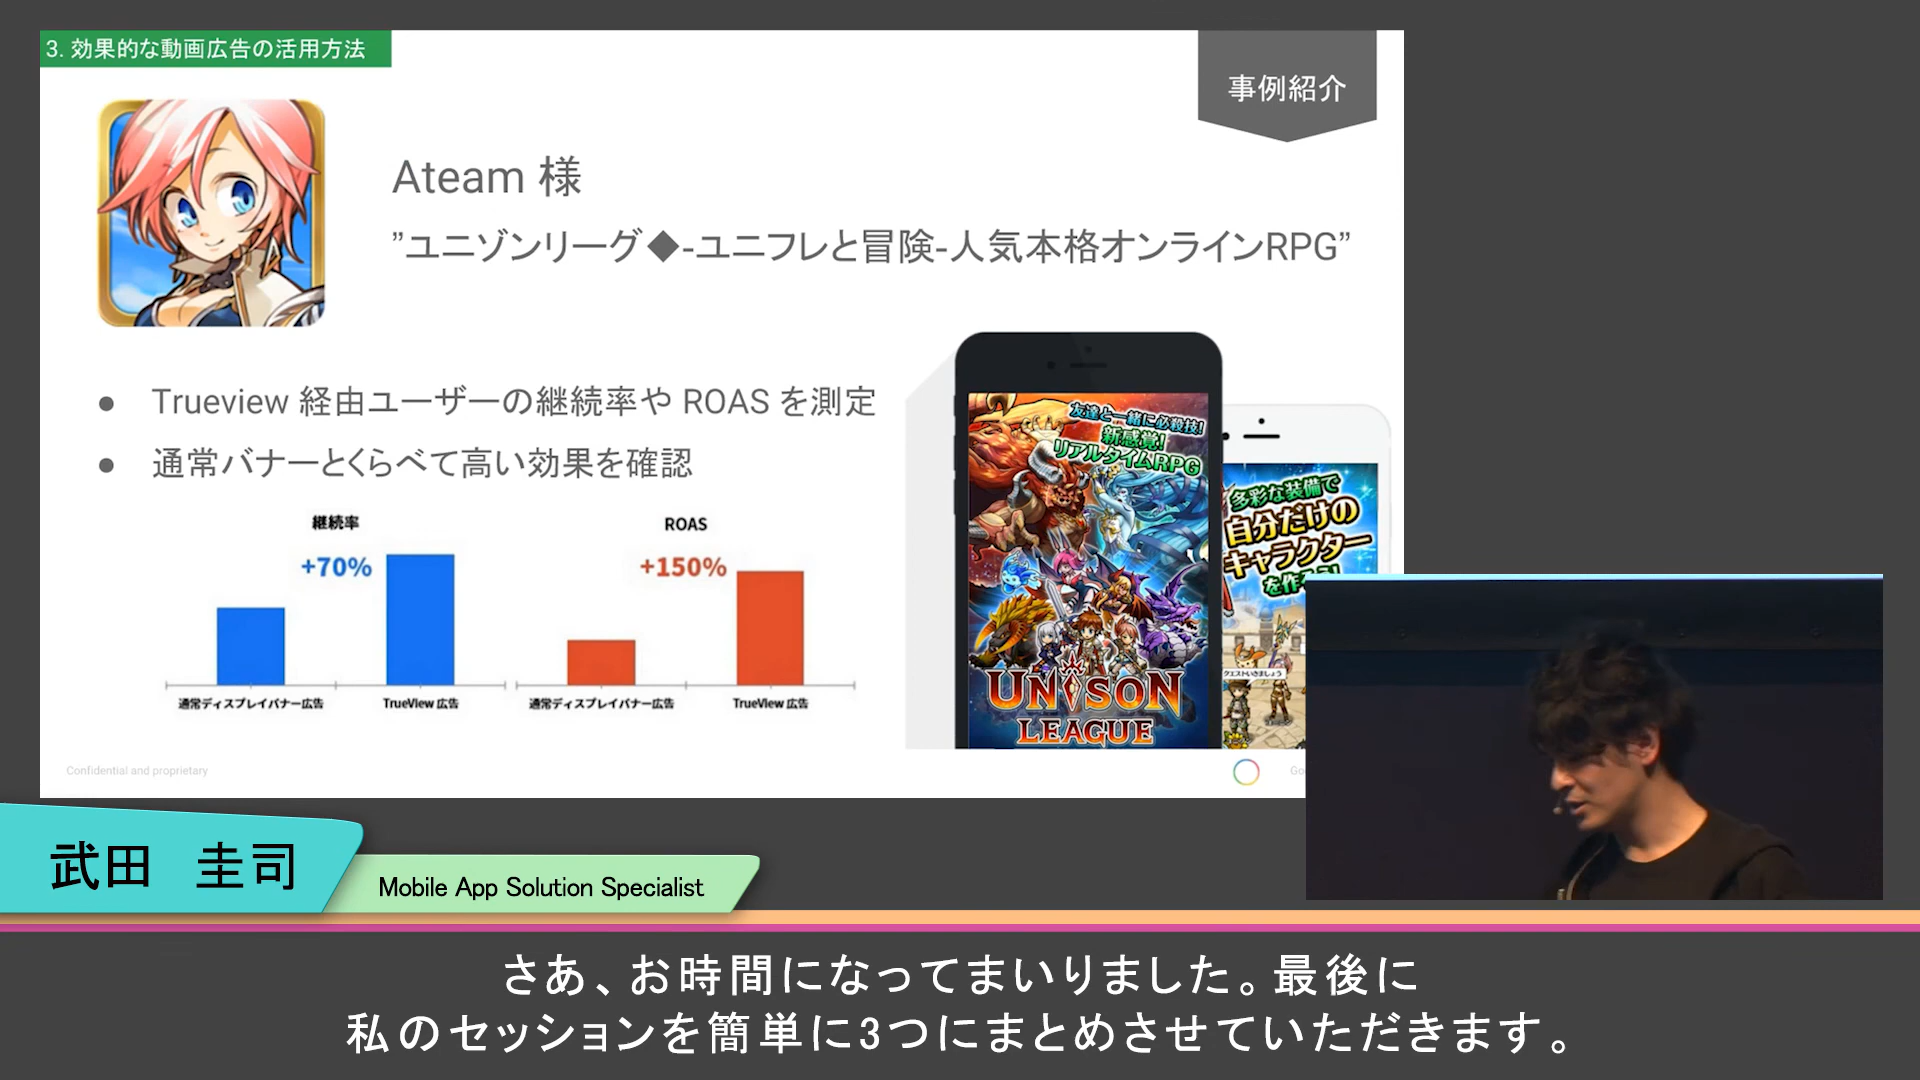 3. 効果的な動画広告の活用方法
事例紹介
Ateam 様
”ユニゾンリーグ◆-ユニフレと冒険-人気本格オンラインRPG”
● Trueview 経由ユーザーの継続率や ROAS を測定
● 通常バナーとくらべて高い効果を確認
継続率
+70%
通常ディスプレイバナー広告
TrueView 広告
ROAS
+150%
通常ディスプレイバナー広告
TrueView 広告
友達と一緒に必殺技!
新感覚!
リアルタイムRPG
UNISON
LEAGUE
多彩な装備で
自分だけの
キャラクター
クエストいきましょう
Confidential and proprietary
武田 圭司
Mobile App Solution Specialist
さあ、お時間になってまいりました。最後に
私のセッションを簡単に3つにまとめさせていただきます。